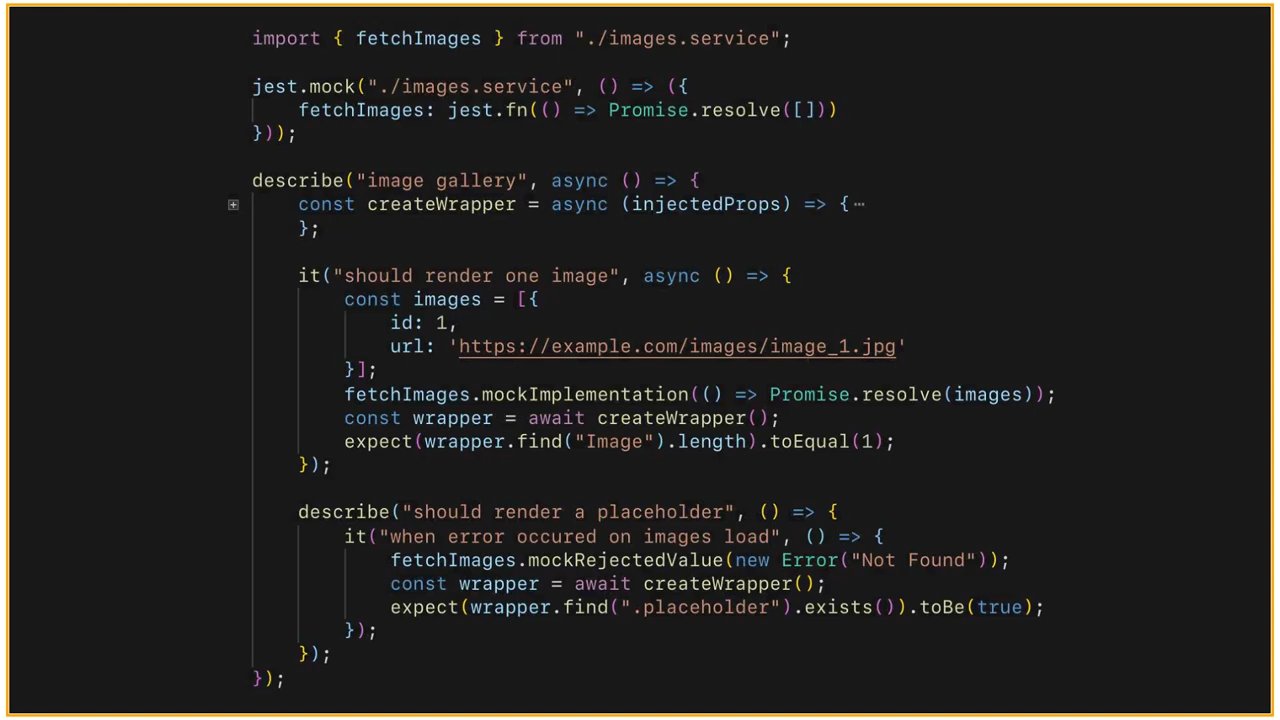 import { fetchImages } from "./images.service";
jest.mock("./images.service", () => ({
fetchImages: jest.fn(() => Promise.resolve([]))
}));
describe("image gallery", async () => {
const createWrapper = async (injectedProps) => {⋯
};
it("should render one image", async () => {
const images = [{
id: 1,
url: 'https://example.com/images/image_1.jpg'
}];
fetchImages.mockImplementation(() => Promise.resolve(images));
const wrapper = await createWrapper();
expect(wrapper.find("Image").length).toEqual(1);
});
describe("should render a placeholder", () => {
it("when error occured on images load", () => {
fetchImages.mockRejectedValue(new Error("Not Found"));
const wrapper = await createWrapper();
expect(wrapper.find(".placeholder").exists()).toBe(true);
});
});
});